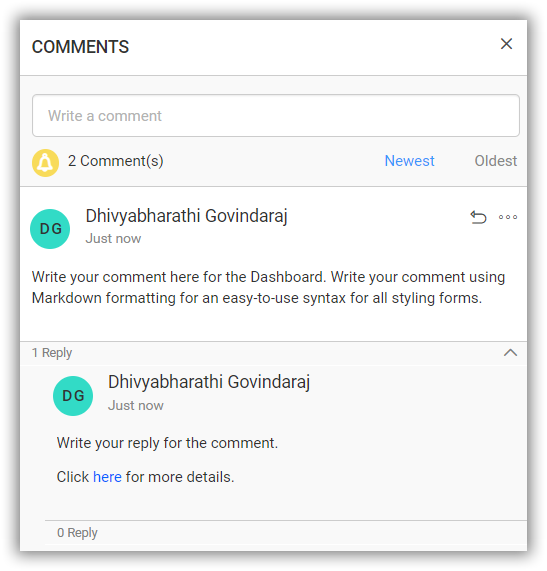 COMMENTS
Write a comment
2 Comment(s) Newest Oldest
DG Dhivyabharathi Govindaraj
Just now
Write your comment here for the Dashboard. Write your comment using
Markdown formatting for an easy-to-use syntax for all styling forms.
1 Reply
DG Dhivyabharathi Govindaraj
Just now
Write your reply for the comment.
Click here for more details.
0 Reply